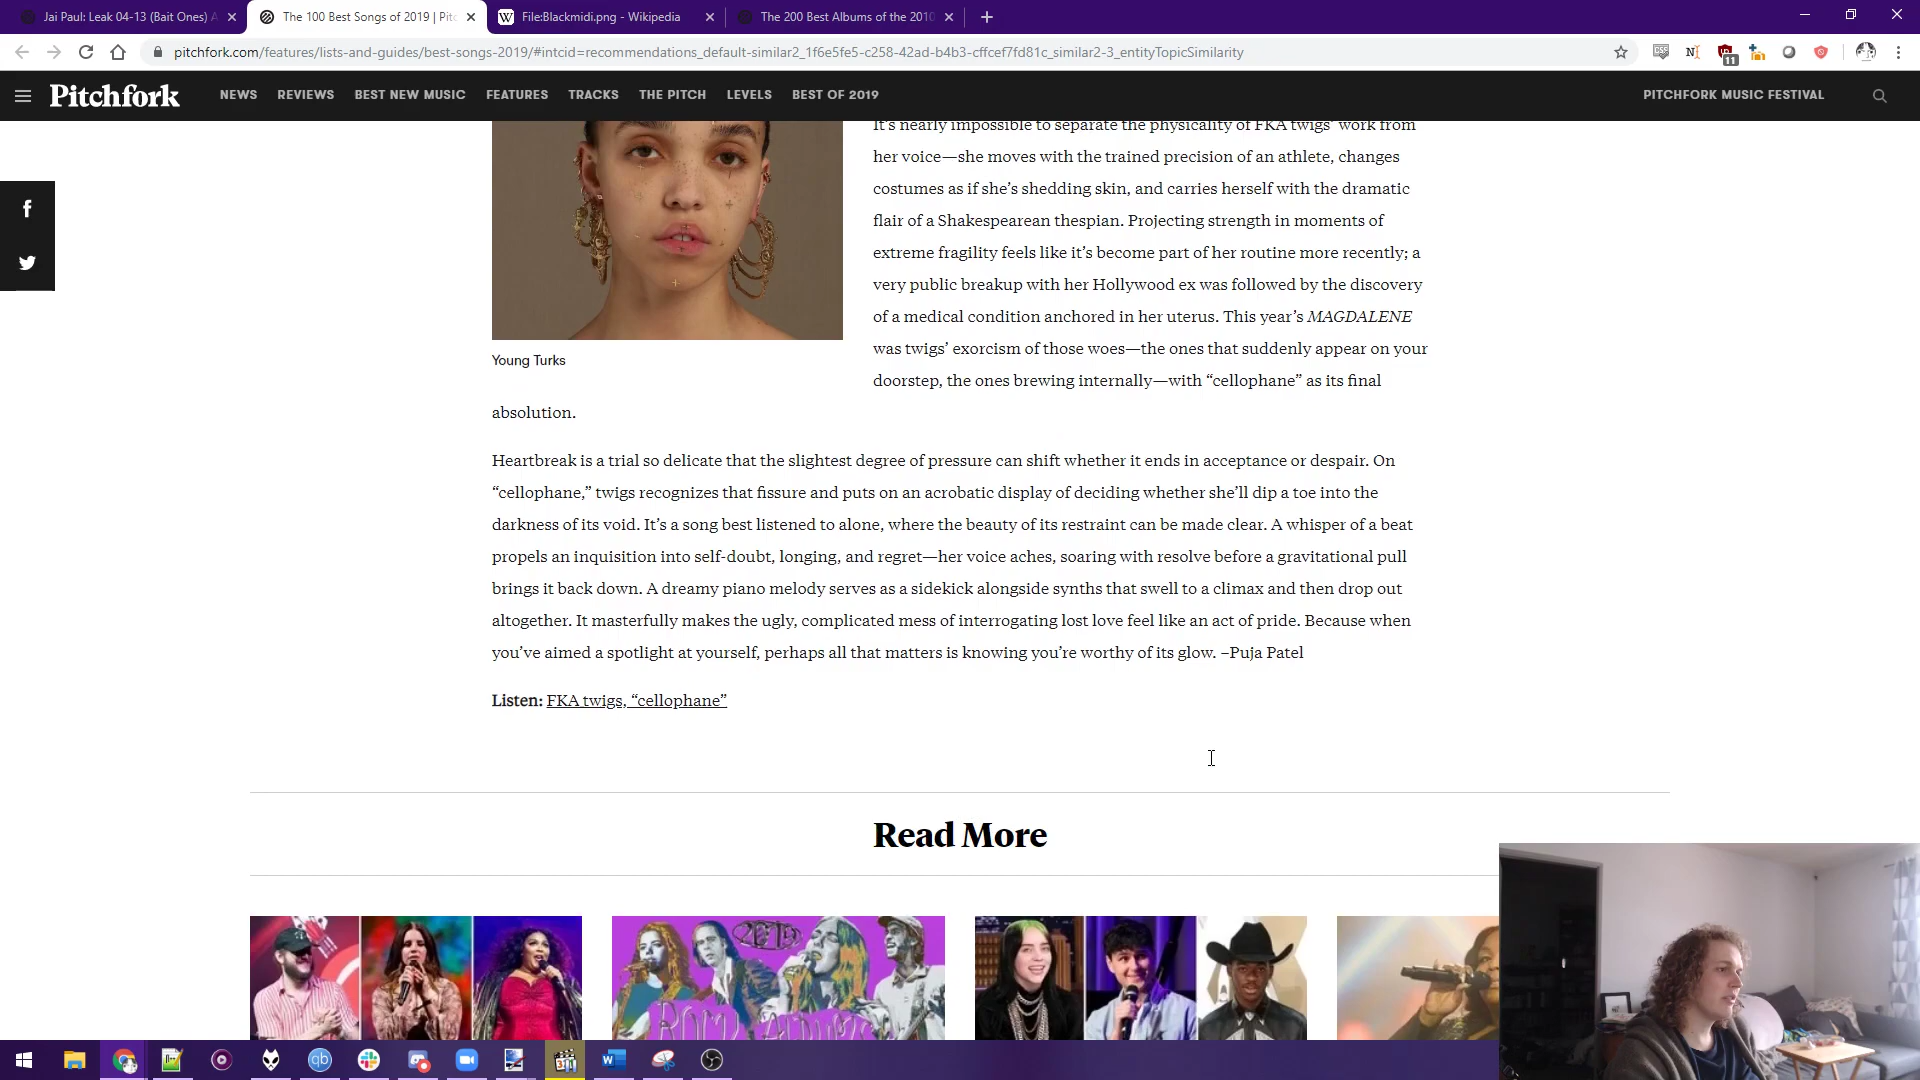 Jai Paul: Leak 04-13 (Bait Ones) A
The 100 Best Songs of 2019 | Pitc
File:Blackmidi.png - Wikipedia
The 200 Best Albums of the 2010
pitchfork.com/features/lists-and-guides/best-songs-2019/#intcid=recommendations_default-similar2_1f6e5fe5-c258-42ad-b4b3-cffcef7fd81c_similar2-3_entityTopicSimilarity
11
Pitchfork NEWS REVIEWS BEST NEW MUSIC FEATURES TRACKS THE PITCH LEVELS BEST OF 2019 PITCHFORK MUSIC FESTIVAL
It's nearly impossible to separate the physicality of FKA twigs' work from
her voice—she moves with the trained precision of an athlete, changes
costumes as if she's shedding skin, and carries herself with the dramatic
flair of a Shakespearean thespian. Projecting strength in moments of
extreme fragility feels like it's become part of her routine more recently; a
very public breakup with her Hollywood ex was followed by the discovery
of a medical condition anchored in her uterus. This year's MAGDALENE
was twigs' exorcism of those woes—the ones that suddenly appear on your
doorstep, the ones brewing internally—with “cellophane” as its final
absolution.
Young Turks
Heartbreak is a trial so delicate that the slightest degree of pressure can shift whether it ends in acceptance or despair. On
“cellophane,” twigs recognizes that fissure and puts on an acrobatic display of deciding whether she'll dip a toe into the
darkness of its void. It's a song best listened to alone, where the beauty of its restraint can be made clear. A whisper of a beat
propels an inquisition into self-doubt, longing, and regret—her voice aches, soaring with resolve before a gravitational pull
brings it back down. A dreamy piano melody serves as a sidekick alongside synths that swell to a climax and then drop out
altogether. It masterfully makes the ugly, complicated mess of interrogating lost love feel like an act of pride. Because when
you've aimed a spotlight at yourself, perhaps all that matters is knowing you're worthy of its glow. –Puja Patel
Listen: FKA twigs, “cellophane”
Read More
2019